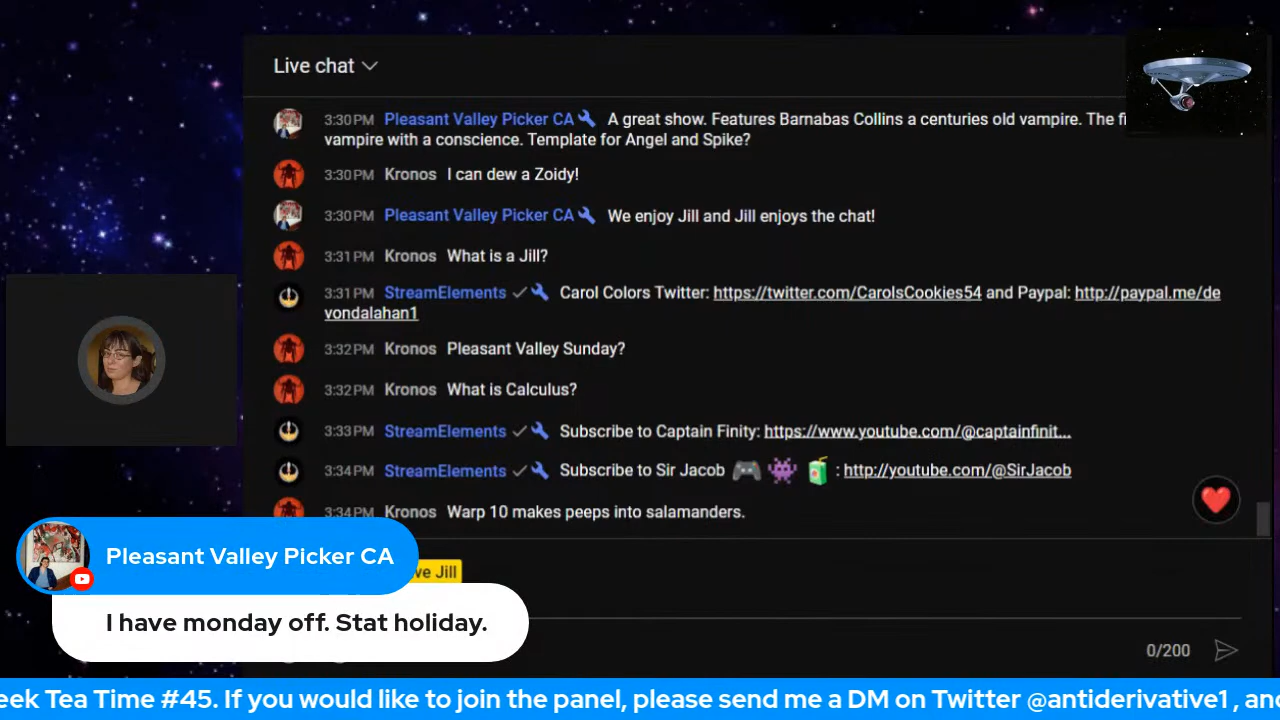 Live chat
3:30 PM Pleasant Valley Picker CA A great show. Features Barnabas Collins a centuries old vampire. The
vampire with a conscience. Template for Angel and Spike?
3:30 PM Kronos I can dew a Zoidy!
3:30 PM Pleasant Valley Picker CA We enjoy Jill and Jill enjoys the chat!
3:31 PM Kronos What is a Jill?
3:31 PM StreamElements Carol Colors Twitter: https://twitter.com/CarolsCookies54 and Paypal: http://paypal.me/de
vondalahan1
3:32 PM Kronos Pleasant Valley Sunday?
3:32 PM Kronos What is Calculus?
3:33 PM StreamElements Subscribe to Captain Finity: https://www.youtube.com/@captainfinit...
3:34 PM StreamElements Subscribe to Sir Jacob 🎮 👾 🧃 : http://youtube.com/@SirJacob
3:34 PM Kronos Warp 10 makes peeps into salamanders.
Pleasant Valley Picker CA
ve Jill
I have monday off. Stat holiday.
0/200
eek Tea Time #45. If you would like to join the panel, please send me a DM on Twitter @antiderivative1 , and